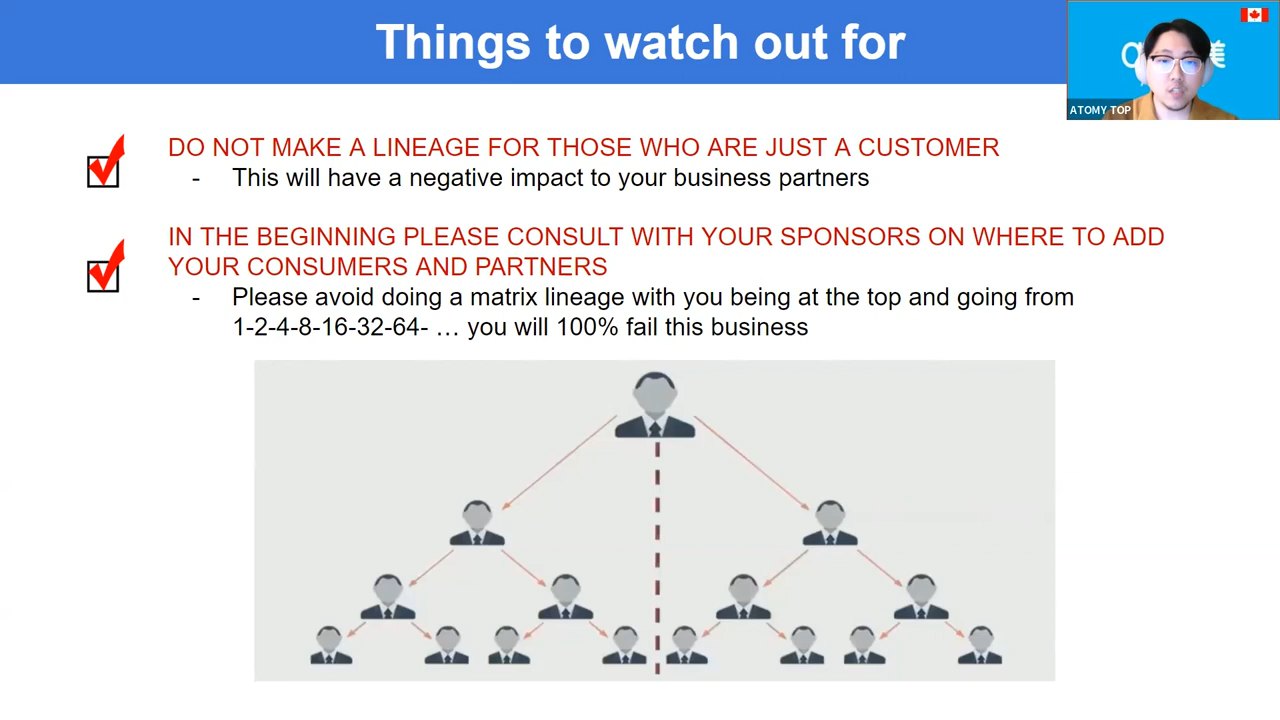 Things to watch out for
美
ATOMY TOP
DO NOT MAKE A LINEAGE FOR THOSE WHO ARE JUST A CUSTOMER
- This will have a negative impact to your business partners
IN THE BEGINNING PLEASE CONSULT WITH YOUR SPONSORS ON WHERE TO ADD
YOUR CONSUMERS AND PARTNERS
- Please avoid doing a matrix lineage with you being at the top and going from
1-2-4-8-16-32-64- … you will 100% fail this business